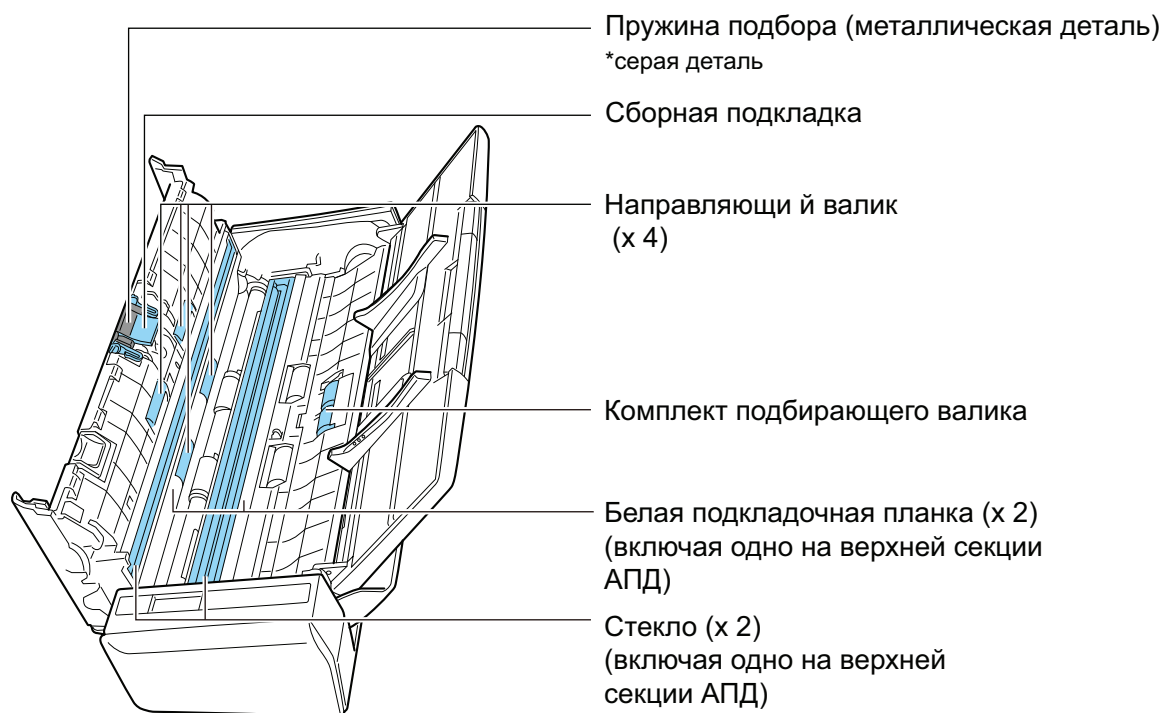 Пружина подбора (металлическая деталь)
*серая деталь
Сборная подкладка
Направляющи й валик
(x 4)
Комплект подбирающего валика
Белая подкладочная планка (x 2)
(включая одно на верхней секции
АПД)
Стекло (x 2)
(включая одно на верхней
секции АПД)